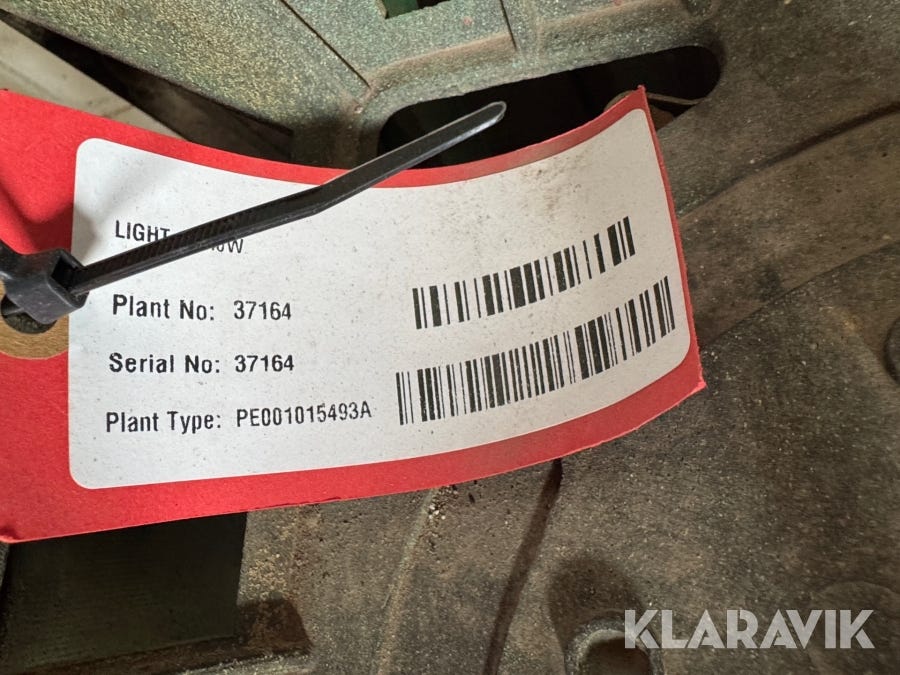 LIGHT
Plant No: 37164
Serial No: 37164
Plant Type: PE001015493A
KLARAVIK